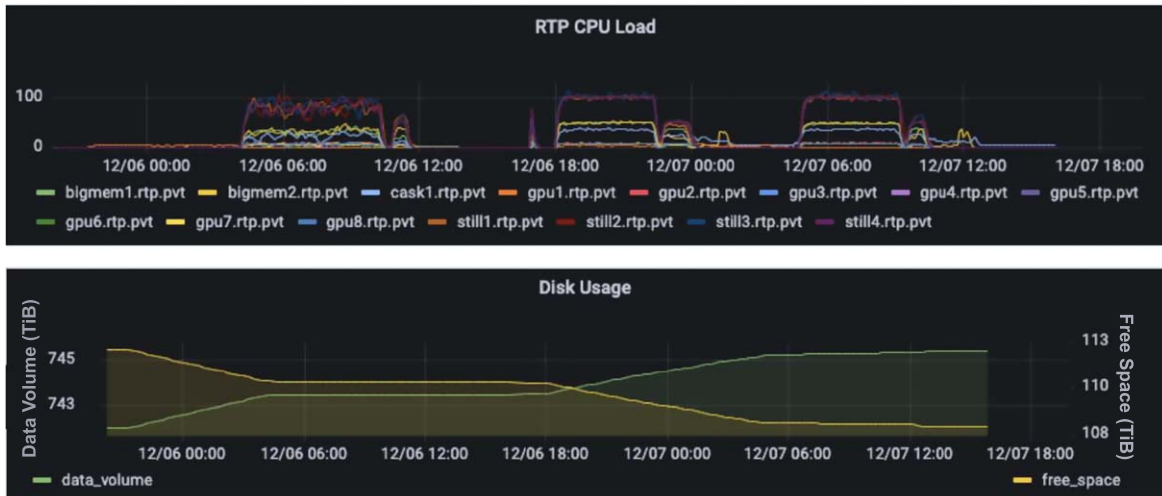 RTP CPU Load
100
0
12/06 00:00 12/06 06:00 12/06 12:00 12/06 18:00 12/07 00:00 12/07 06:00 12/07 12:00 12/07 18:00
bigmem1.rtp.pvt bigmem2.rtp.pvt cask1.rtp.pvt gpu1.rtp.pvt gpu2.rtp.pvt gpu3.rtp.pvt gpu4.rtp.pvt gpu5.rtp.pvt
gpu6.rtp.pvt gpu7.rtp.pvt gpu8.rtp.pvt still1.rtp.pvt still2.rtp.pvt still3.rtp.pvt still4.rtp.pvt
Disk Usage
Data Volume (TiB)
745
743
113
110
108
Free Space (TiB)
12/06 00:00 12/06 06:00 12/06 12:00 12/06 18:00 12/07 00:00 12/07 06:00 12/07 12:00 12/07 18:00
data_volume free_space